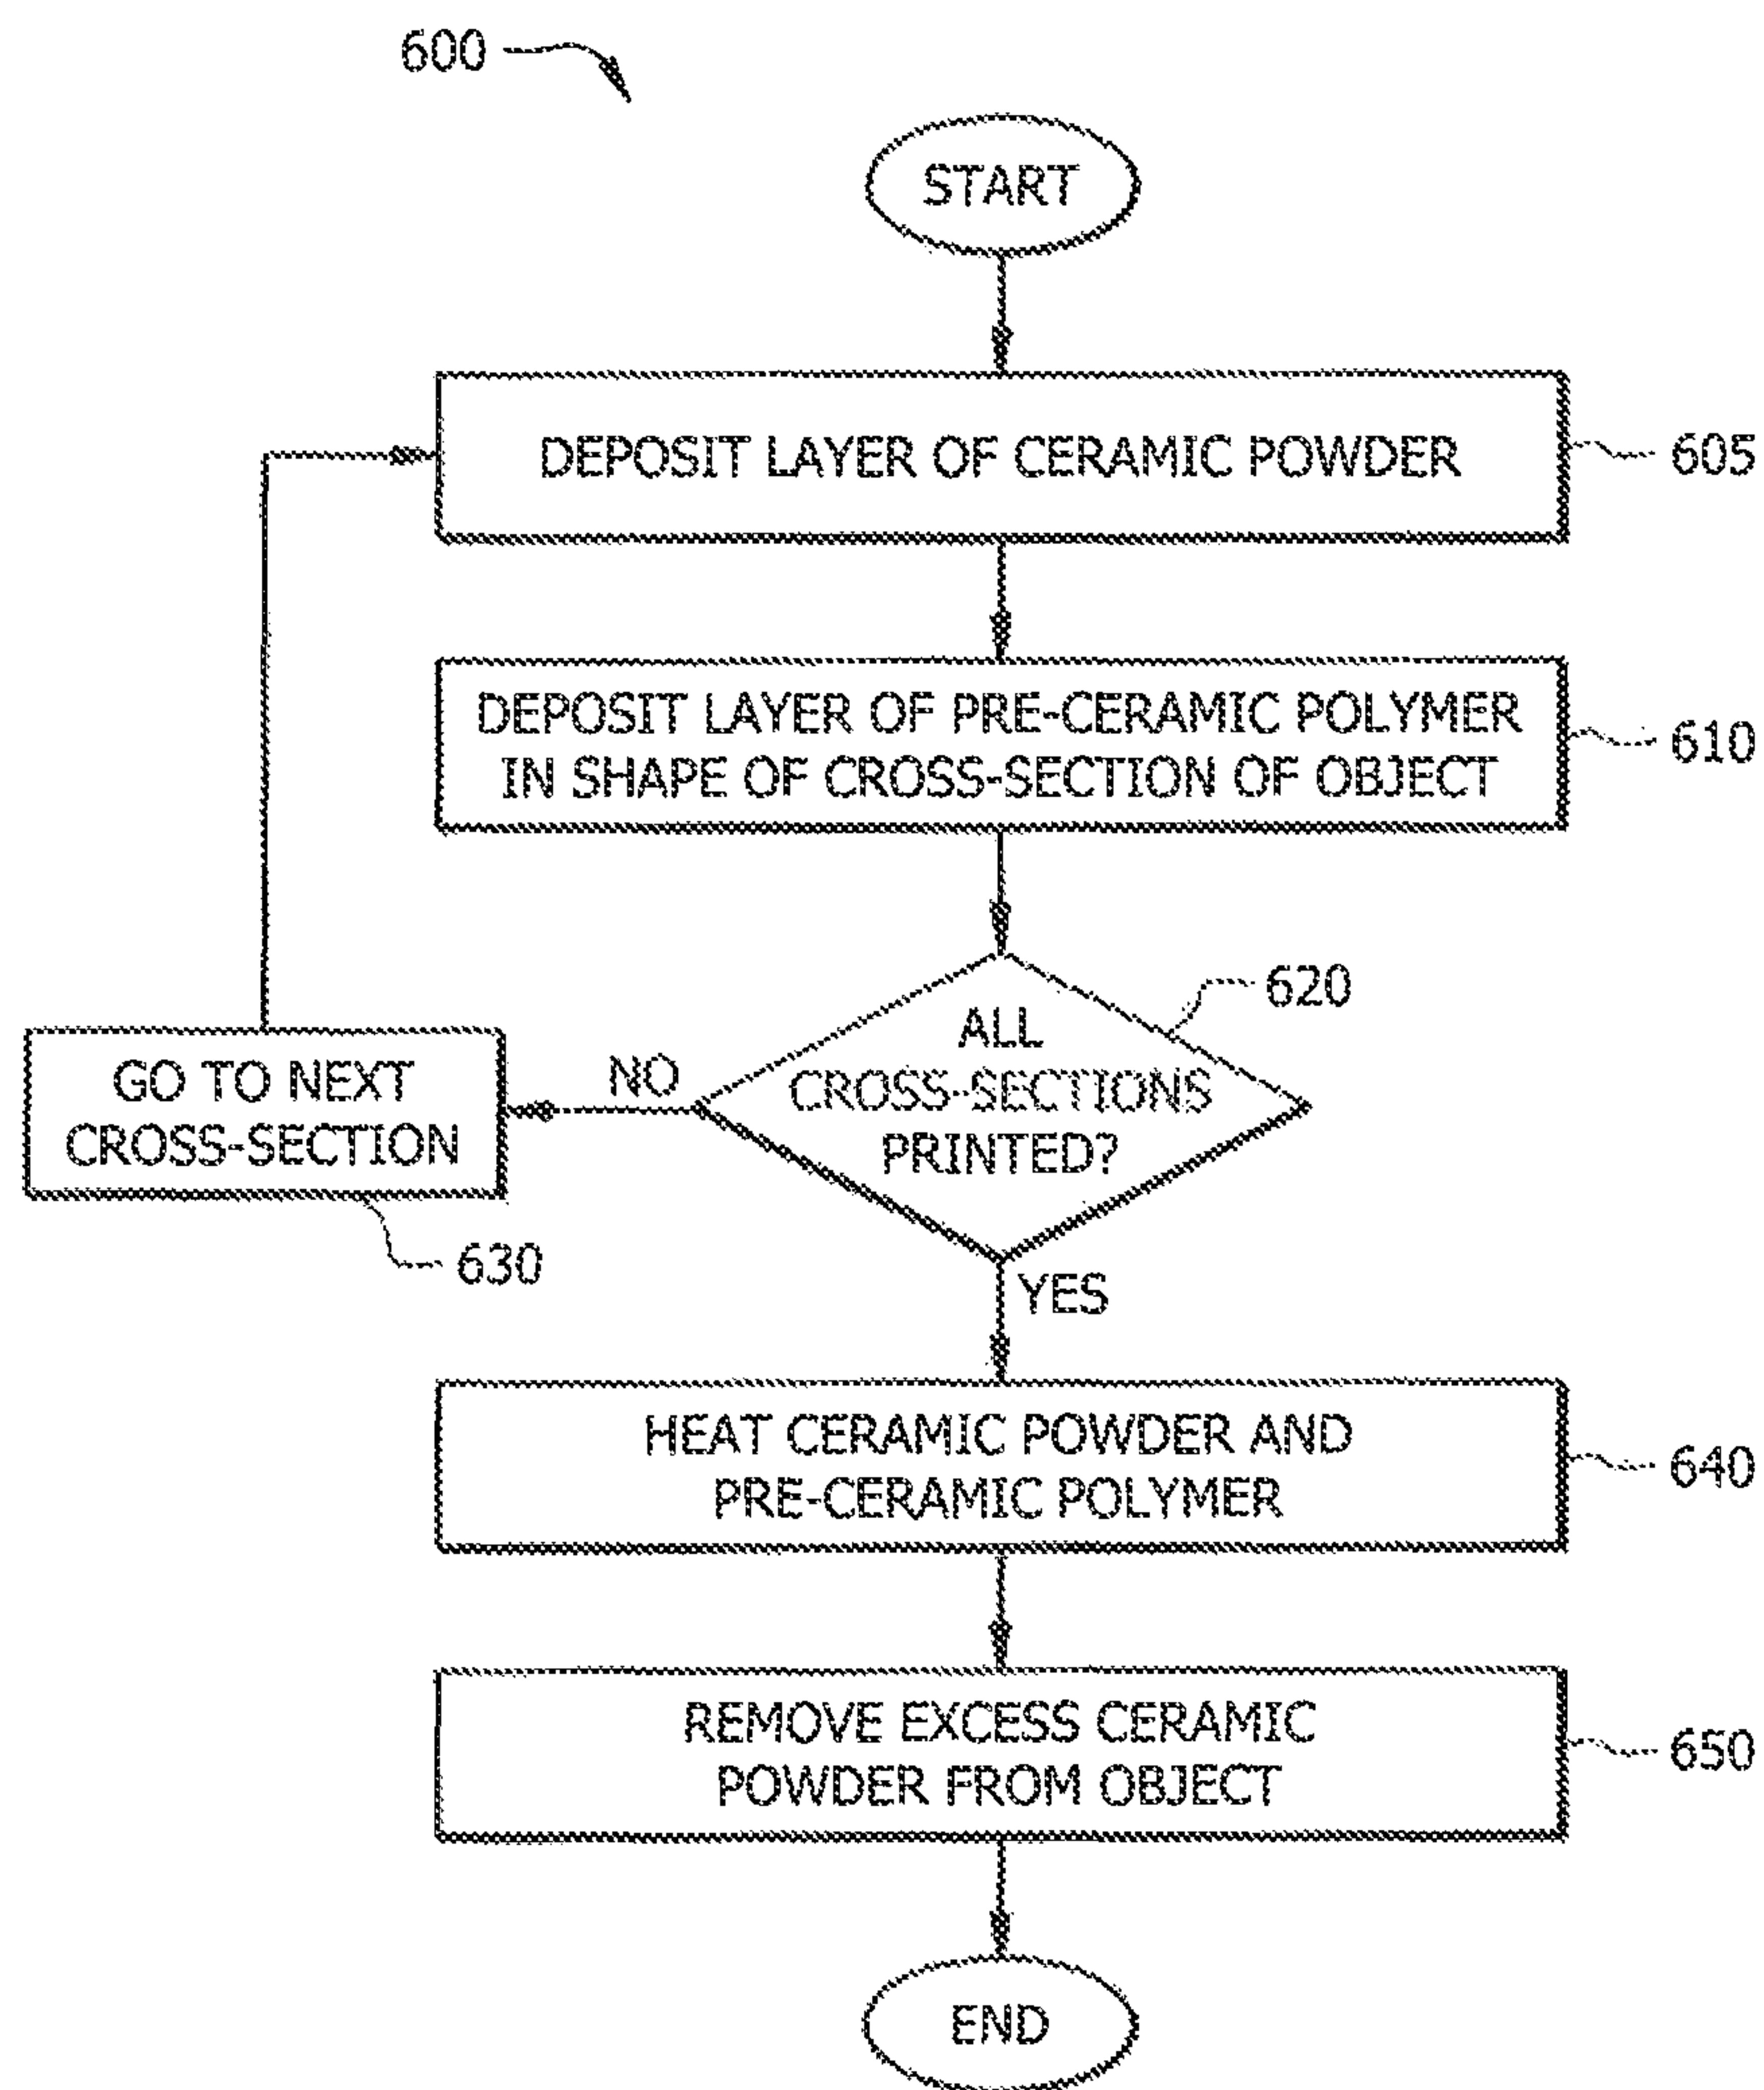 600
START
DEPOSIT LAYER OF CERAMIC POWDER
605
DEPOSIT LAYER OF PRE-CERAMIC POLYMER
IN SHAPE OF CROSS-SECTION OF OBJECT
610
620
ALL
CROSS-SECTIONS
PRINTED?
NO
GO TO NEXT
CROSS-SECTION
630
YES
HEAT CERAMIC POWDER AND
PRE-CERAMIC POLYMER
640
REMOVE EXCESS CERAMIC
POWDER FROM OBJECT
650
END